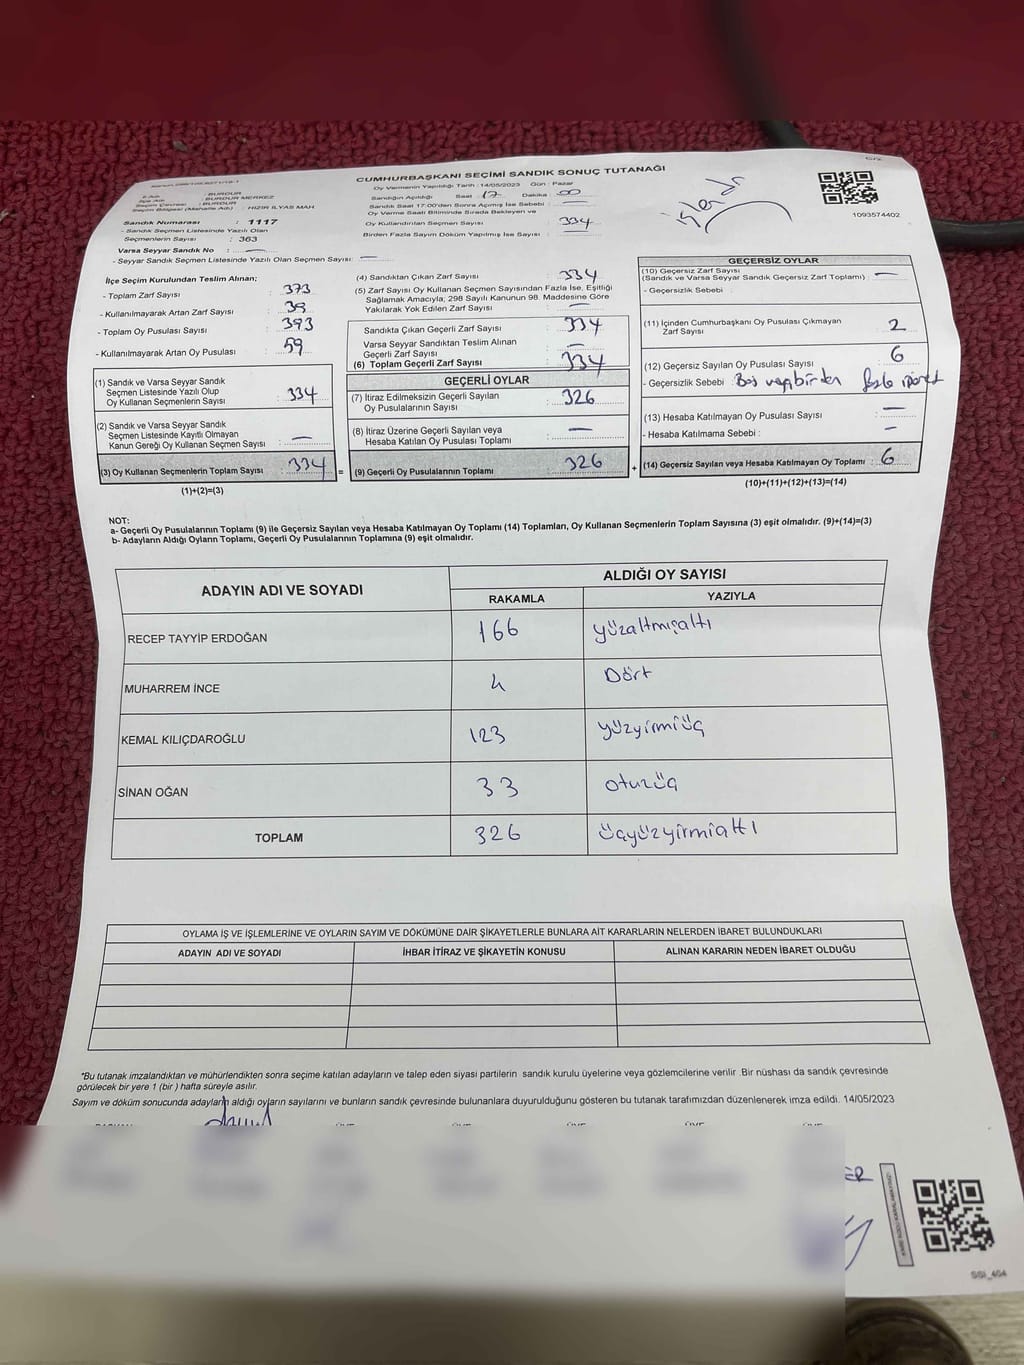 CUMHURBAŞKANI SEÇİMİ SANDIK SONUÇ TUTANAĞI
1093574402
İl Adı : BURDUR
İlçe Adı : BURDUR MERKEZ
Seçim Çevresi : BURDUR
Seçim Bölgesi (Mahalle Adı) : HIZIR İLYAS MAH
Sandık Numarası : 1117
- Sandık Seçmen Listesinde Yazılı Olan
Seçmenlerin Sayısı : 363
Varsa Seyyar Sandık No : —
- Seyyar Sandık Seçmen Listesinde Yazılı Olan Seçmen Sayısı: —
Oy Vermenin Yapıldığı Tarih : 14/05/2023 Gün : Pazar
Sandığın Açıldığı Saat 17 Dakika : 00
Sandık Saat 17:00'den Sonra Açılmış İse Sebebi : —
Oy Verme Saati Bitiminde Sırada Bekleyen ve
Oy Kullandırılan Seçmen Sayısı : 334
Birden Fazla Sayım Döküm Yapılmış İse Sayısı : —
İlçe Seçim Kurulundan Teslim Alınan;
- Toplam Zarf Sayısı : 373
- Kullanılmayarak Artan Zarf Sayısı : 39
- Toplam Oy Pusulası Sayısı : 393
- Kullanılmayarak Artan Oy Pusulası : 59
(1) Sandık ve Varsa Seyyar Sandık
Seçmen Listesinde Yazılı Olup
Oy Kullanan Seçmenlerin Sayısı : 334
(2) Sandık ve Varsa Seyyar Sandık
Seçmen Listesinde Kayıtlı Olmayan
Kanun Gereği Oy Kullanan Seçmen Sayısı : —
(3) Oy Kullanan Seçmenlerin Toplam Sayısı : 334 =
(1)+(2)=(3)
(4) Sandıktan Çıkan Zarf Sayısı : 334
(5) Zarf Sayısı Oy Kullanan Seçmen Sayısından Fazla İse, Eşitliği
Sağlamak Amacıyla; 298 Sayılı Kanunun 98. Maddesine Göre
Yakılarak Yok Edilen Zarf Sayısı : —
Sandıkta Çıkan Geçerli Zarf Sayısı : 334
Varsa Seyyar Sandıktan Teslim Alınan
Geçerli Zarf Sayısı : —
(6) Toplam Geçerli Zarf Sayısı : 334
GEÇERLİ OYLAR
(7) İtiraz Edilmeksizin Geçerli Sayılan
Oy Pusulalarının Sayısı : 326
(8) İtiraz Üzerine Geçerli Sayılan veya
Hesaba Katılan Oy Pusulası Toplamı : —
(9) Geçerli Oy Pusulalarının Toplamı : 326 +
GEÇERSİZ OYLAR
(10) Geçersiz Zarf Sayısı
(Sandık ve Varsa Seyyar Sandık Geçersiz Zarf Toplamı) : —
- Geçersizlik Sebebi :
(11) İçinden Cumhurbaşkanı Oy Pusulası Çıkmayan
Zarf Sayısı : 2
(12) Geçersiz Sayılan Oy Pusulası Sayısı : 6
- Geçersizlik Sebebi : Boş veya birden fazla işaret
(13) Hesaba Katılmayan Oy Pusulası Sayısı : —
- Hesaba Katılmama Sebebi : —
(14) Geçersiz Sayılan veya Hesaba Katılmayan Oy Toplamı : 6
(10)+(11)+(12)+(13)=(14)
NOT:
a- Geçerli Oy Pusulalarının Toplamı (9) ile Geçersiz Sayılan veya Hesaba Katılmayan Oy Toplamı (14) Toplamları, Oy Kullanan Seçmenlerin Toplam Sayısına (3) eşit olmalıdır. (9)+(14)=(3)
b- Adayların Aldığı Oyların Toplamı, Geçerli Oy Pusulalarının Toplamına (9) eşit olmalıdır.
ADAYIN ADI VE SOYADI ALDIĞI OY SAYISI
RAKAMLA YAZIYLA
RECEP TAYYİP ERDOĞAN 166 yüzaltmışaltı
MUHARREM İNCE 4 Dört
KEMAL KILIÇDAROĞLU 123 yüzyirmiüç
SİNAN OĞAN 33 otuzüç
TOPLAM 326 üçyüzyirmialtı
OYLAMA İŞ VE İŞLEMLERİNE VE OYLARIN SAYIM VE DÖKÜMÜNE DAİR ŞİKAYETLERLE BUNLARA AİT KARARLARIN NELERDEN İBARET BULUNDUKLARI
ADAYIN ADI VE SOYADI İHBAR İTİRAZ VE ŞİKAYETİN KONUSU ALINAN KARARIN NEDEN İBARET OLDUĞU
*Bu tutanak imzalandıktan ve mühürlendikten sonra seçime katılan adayların ve talep eden siyasi partilerin sandık kurulu üyelerine veya gözlemcilerine verilir .Bir nüshası da sandık çevresinde
görülecek bir yere 1 (bir ) hafta süreyle asılır.
Sayım ve döküm sonucunda adayların aldığı oyların sayılarını ve bunların sandık çevresinde bulunanlara duyurulduğunu gösteren bu tutanak tarafımızdan düzenlenerek imza edildi. 14/05/2023